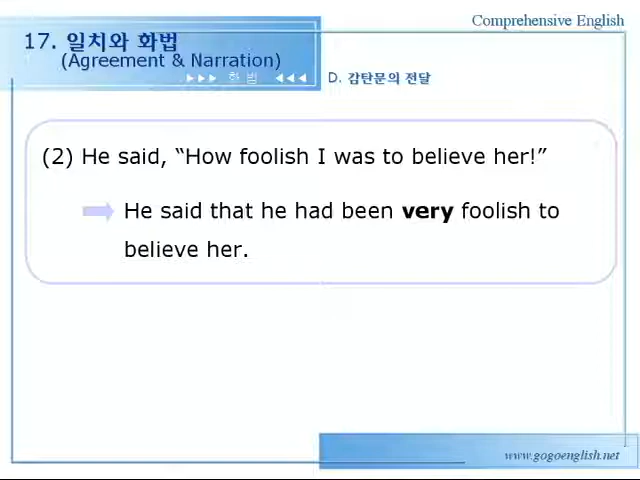 Comprehensive English
17. 일치와 화법
(Agreement & Narration)
▶▶▶ 화 법 ◀◀◀
D. 감탄문의 전달
(2) He said, “How foolish I was to believe her!”
He said that he had been very foolish to
believe her.
www.gogoenglish.net